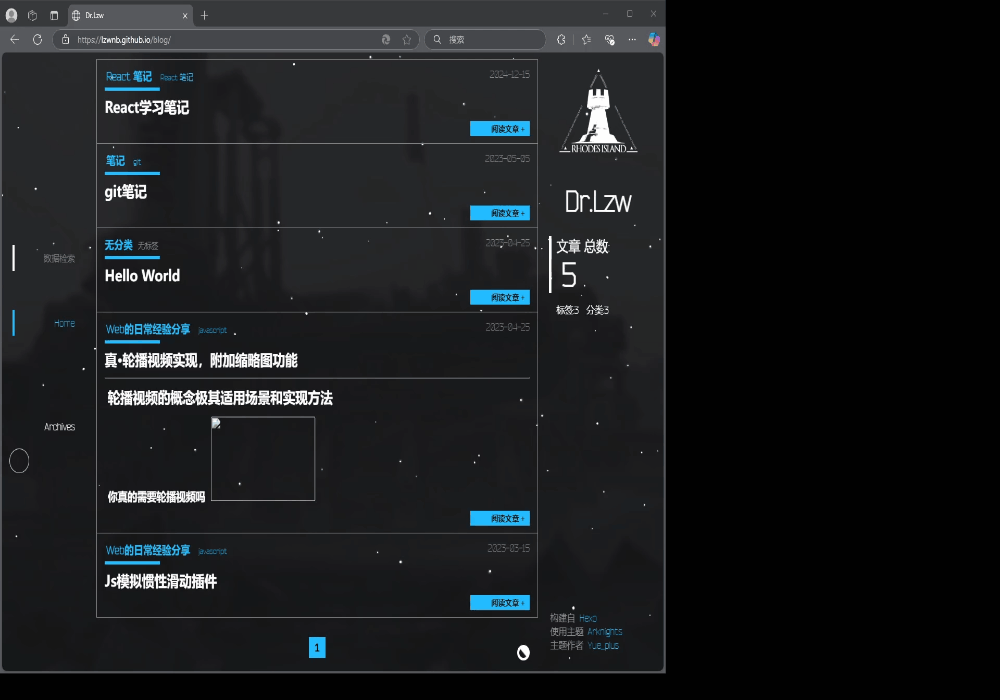 Dr.Lzw
https://lzwnb.github.io/blog/
搜索
数据检索
Home
Archives
React 笔记 React 笔记 2024-12-15
React学习笔记
阅读文章 +
笔记 git 2023-05-05
git笔记
阅读文章 +
无分类 无标签 2023-04-25
Hello World
阅读文章 +
Web的日常经验分享 javascript 2023-04-25
真•轮播视频实现，附加缩略图功能
轮播视频的概念极其适用场景和实现方法
你真的需要轮播视频吗
阅读文章 +
Web的日常经验分享 javascript 2023-03-15
Js模拟惯性滑动插件
阅读文章 +
1
RHODES ISLAND
Dr.Lzw
文章 总数
5
标签3 分类3
构建自 Hexo
使用主题 Arknights
主题作者 Yue_plus